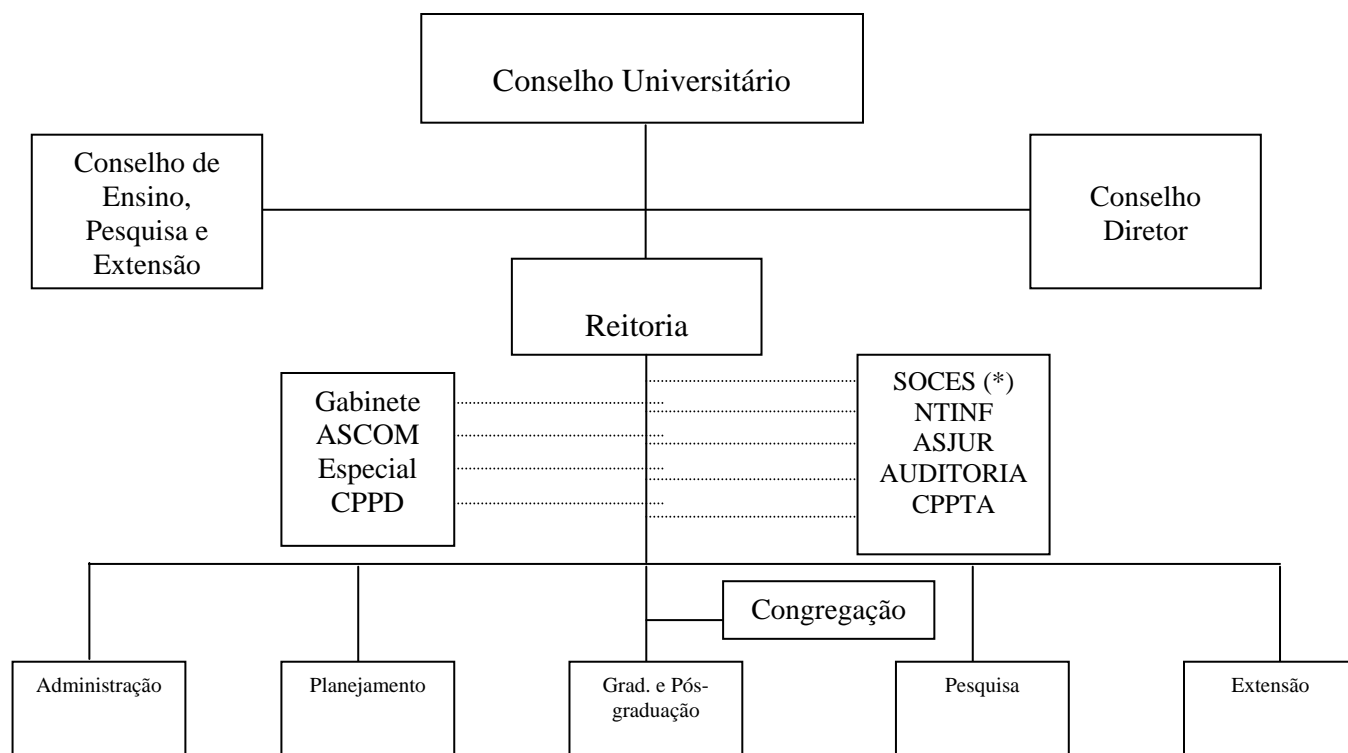 Conselho Universitário
Conselho de
Ensino,
Pesquisa e
Extensão
Conselho
Diretor
Reitoria
Gabinete
ASCOM
Especial
CPPD
SOCES (*)
NTINF
ASJUR
AUDITORIA
CPPTA
Congregação
Administração
Planejamento
Grad. e Pós-
graduação
Pesquisa
Extensão